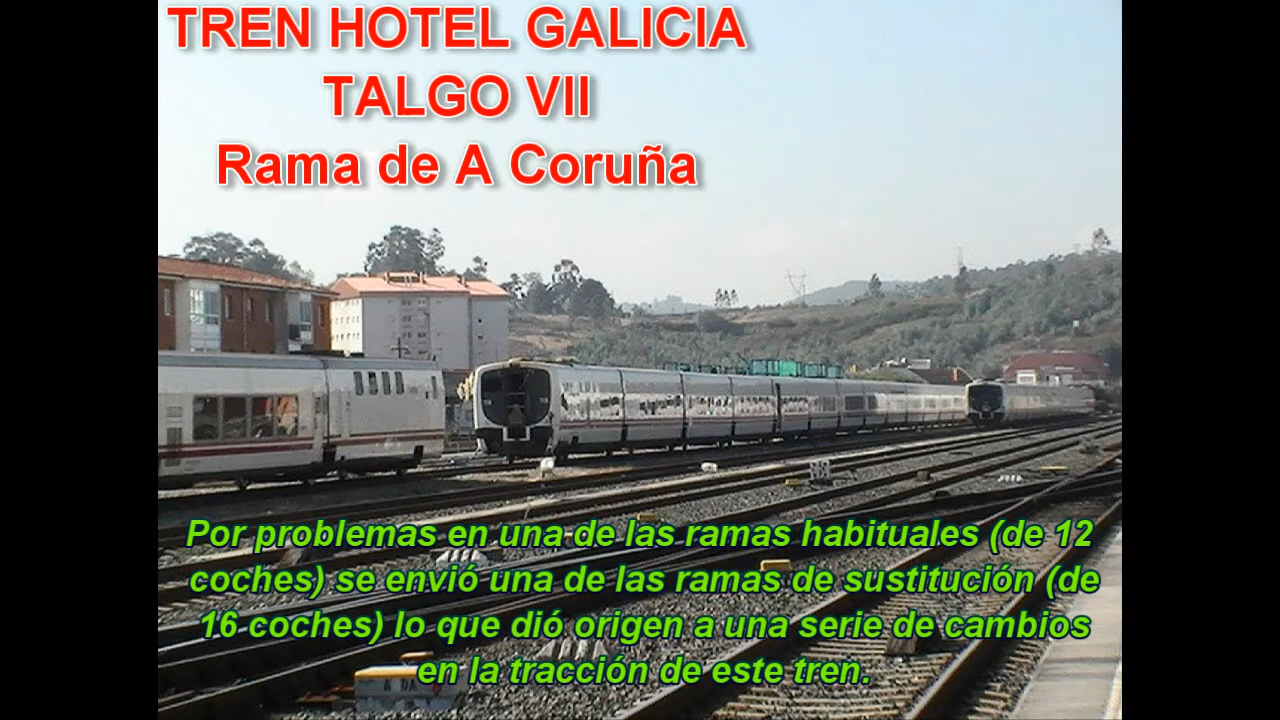 TREN HOTEL GALICIA
TALGO VII
Rama de A Coruña
Por problemas en una de las ramas habituales (de 12
coches) se envió una de las ramas de sustitución (de
16 coches) lo que dió origen a una serie de cambios
en la tracción de este tren.